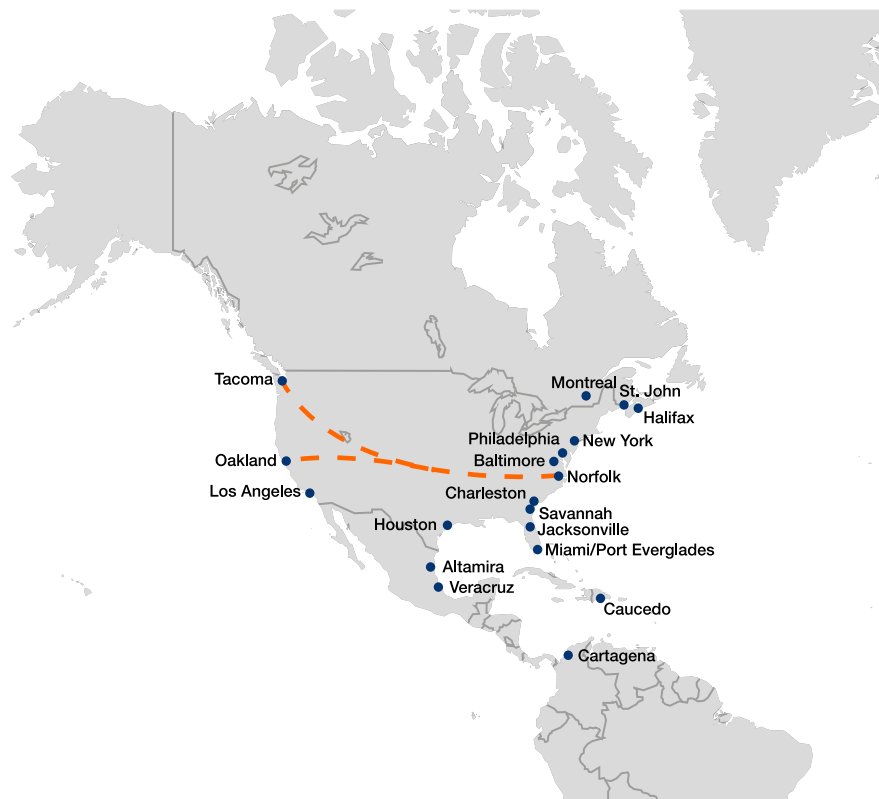 Tacoma
Montreal
St. John
Halifax
Philadelphia
New York
Oakland
Baltimore
Norfolk
Los Angeles
Charleston
Savannah
Houston
Jacksonville
Miami/Port Everglades
Altamira
Veracruz
Caucedo
Cartagena